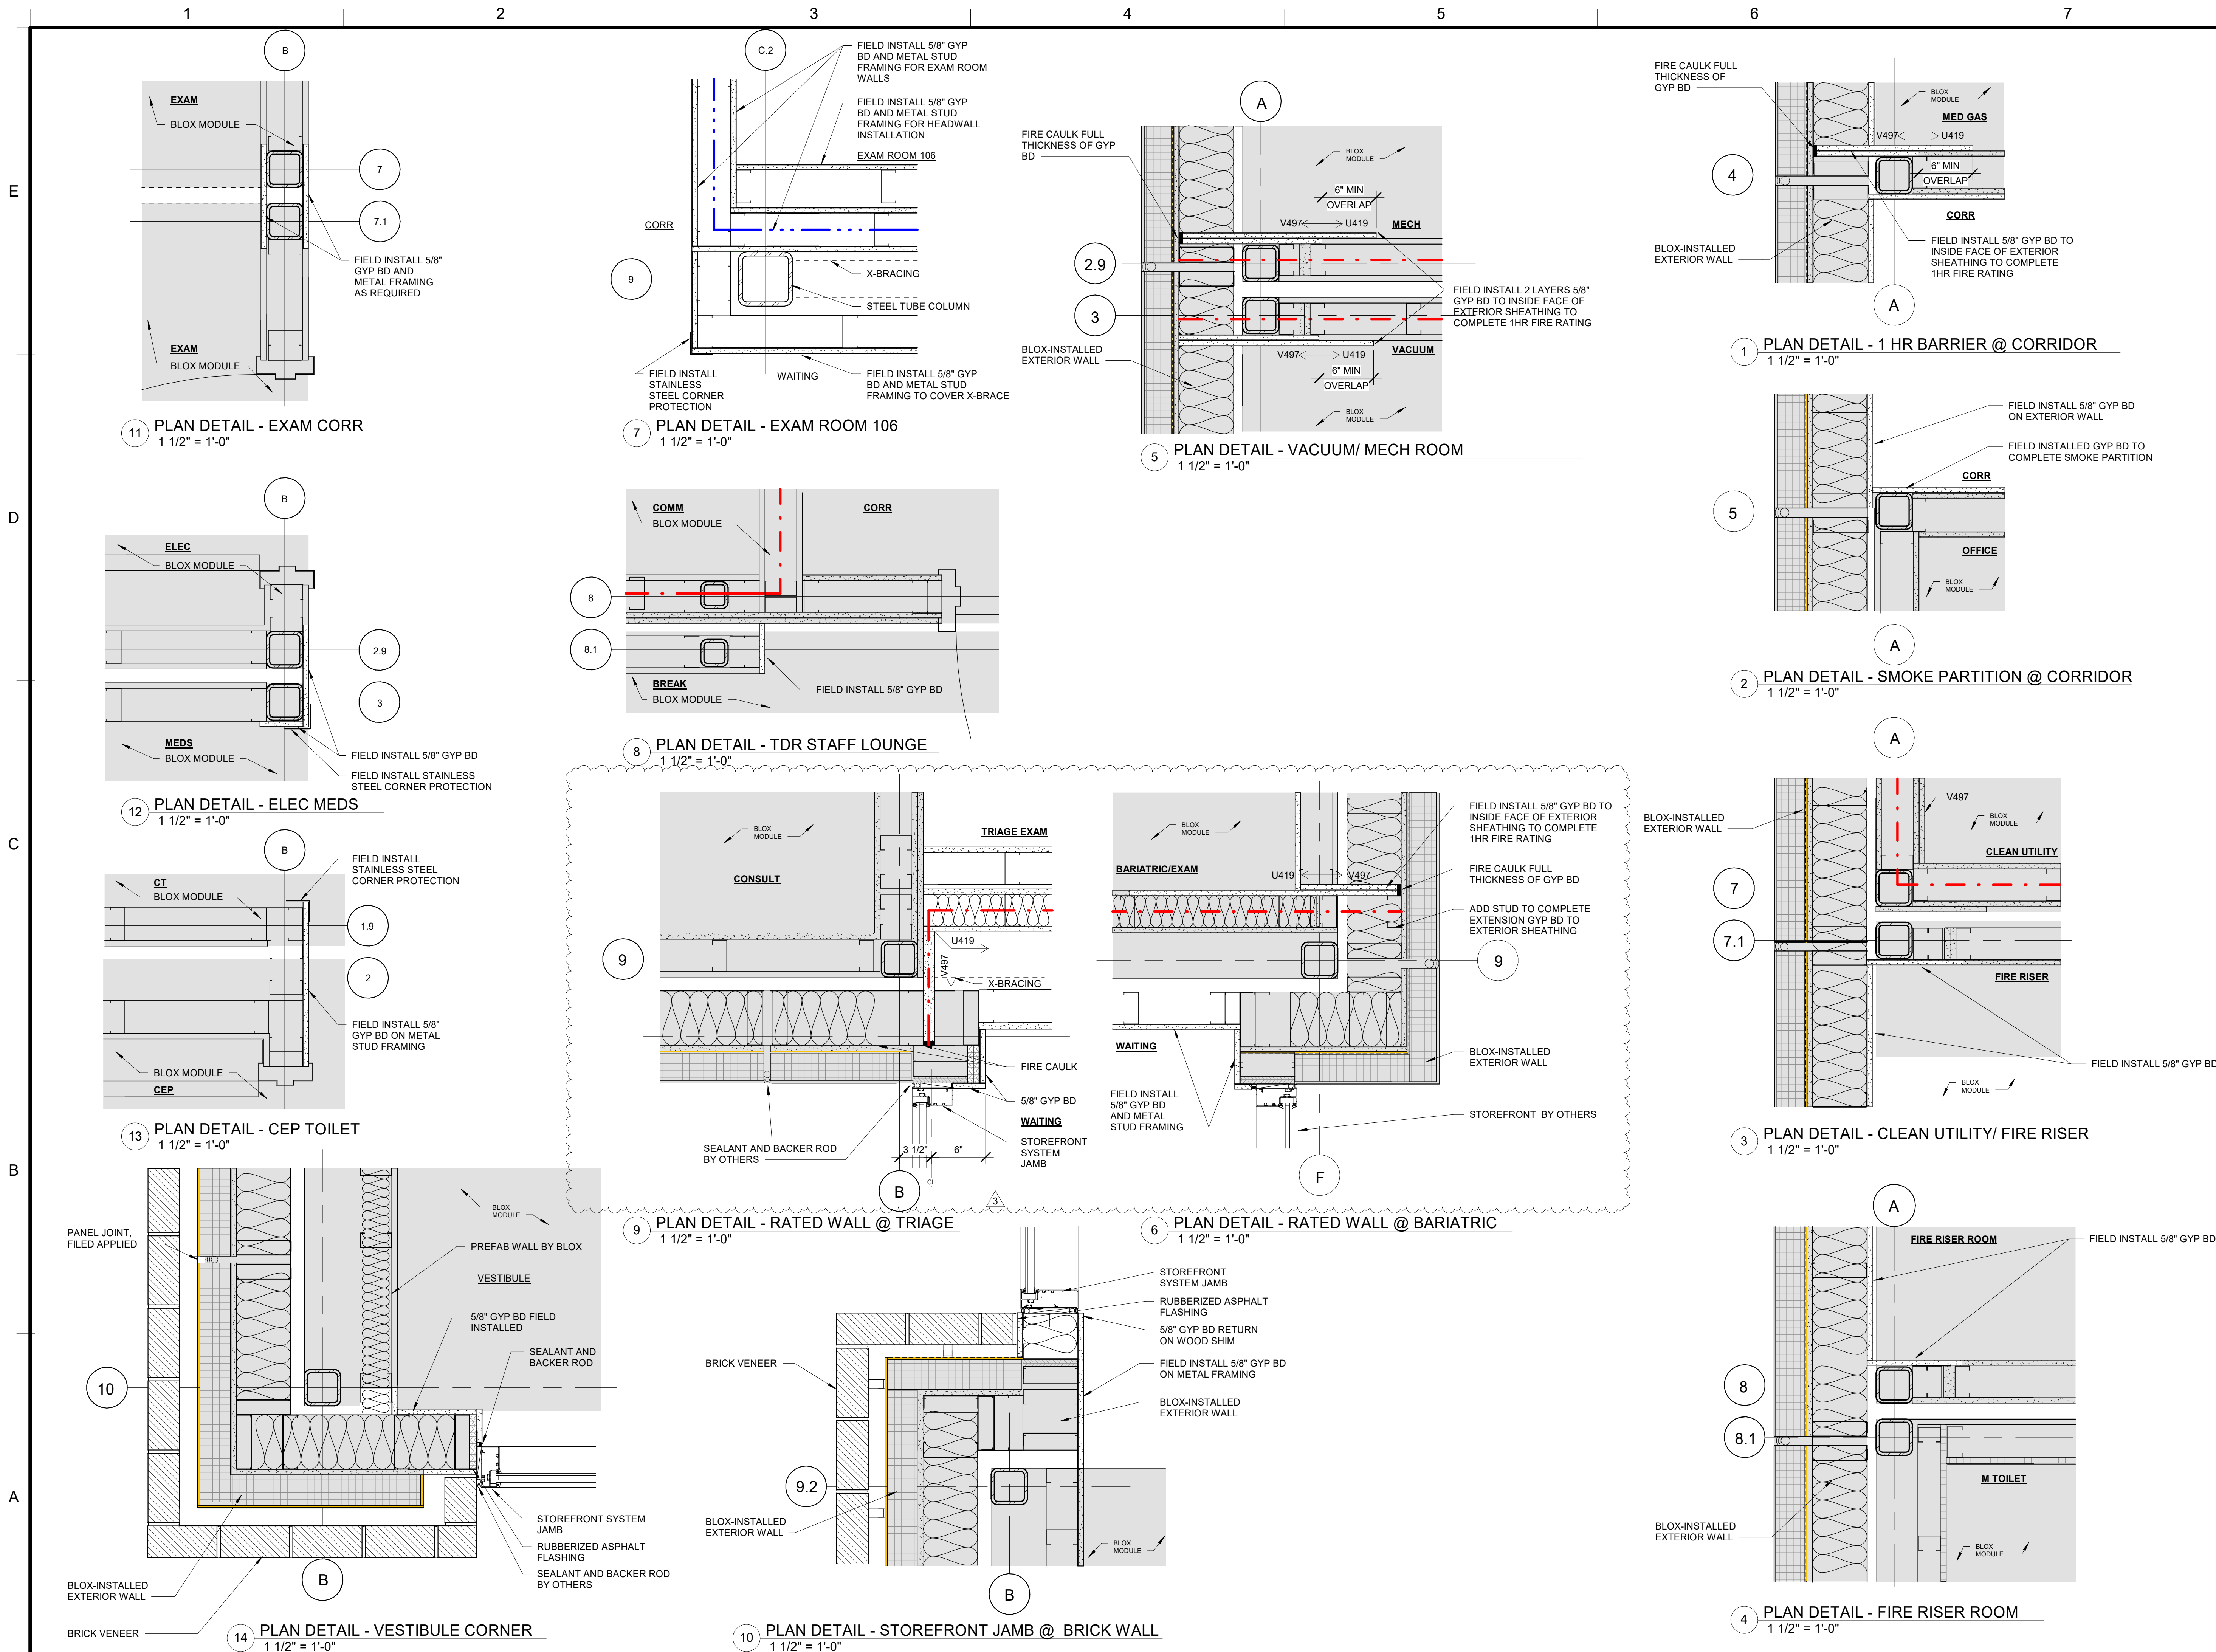 1
2
3
4
5
6
7
E
D
C
B
A
B
EXAM
BLOX MODULE
7
7.1
FIELD INSTALL 5/8"
GYP BD AND
METAL FRAMING
AS REQUIRED
EXAM
BLOX MODULE
11
PLAN DETAIL - EXAM CORR
1 1/2" = 1'-0"
C.2
FIELD INSTALL 5/8" GYP
BD AND METAL STUD
FRAMING FOR EXAM ROOM
WALLS
FIELD INSTALL 5/8" GYP
BD AND METAL STUD
FRAMING FOR HEADWALL
INSTALLATION
EXAM ROOM 106
CORR
X-BRACING
9
STEEL TUBE COLUMN
FIELD INSTALL
STAINLESS
STEEL CORNER
PROTECTION
WAITING
FIELD INSTALL 5/8" GYP
BD AND METAL STUD
FRAMING TO COVER X-BRACE
7
PLAN DETAIL - EXAM ROOM 106
1 1/2" = 1'-0"
A
FIRE CAULK FULL
THICKNESS OF GYP
BD
BLOX
MODULE
6" MIN
OVERLAP
V497
U419
MECH
2.9
3
FIELD INSTALL 2 LAYERS 5/8"
GYP BD TO INSIDE FACE OF
EXTERIOR SHEATHING TO
COMPLETE 1HR FIRE RATING
BLOX-INSTALLED
EXTERIOR WALL
V497
U419
VACUUM
6" MIN
OVERLAP
BLOX
MODULE
5
PLAN DETAIL - VACUUM/ MECH ROOM
1 1/2" = 1'-0"
FIRE CAULK FULL
THICKNESS OF
GYP BD
BLOX
MODULE
MED GAS
V497
U419
4
6" MIN
OVERLAP
CORR
BLOX-INSTALLED
EXTERIOR WALL
FIELD INSTALL 5/8" GYP BD TO
INSIDE FACE OF EXTERIOR
SHEATHING TO COMPLETE
1HR FIRE RATING
A
1
PLAN DETAIL - 1 HR BARRIER @ CORRIDOR
1 1/2" = 1'-0"
FIELD INSTALL 5/8" GYP BD
ON EXTERIOR WALL
FIELD INSTALLED GYP BD TO
COMPLETE SMOKE PARTITION
CORR
5
OFFICE
BLOX
MODULE
A
2
PLAN DETAIL - SMOKE PARTITION @ CORRIDOR
1 1/2" = 1'-0"
B
ELEC
BLOX MODULE
2.9
3
MEDS
BLOX MODULE
FIELD INSTALL 5/8" GYP BD
FIELD INSTALL STAINLESS
STEEL CORNER PROTECTION
12
PLAN DETAIL - ELEC MEDS
1 1/2" = 1'-0"
COMM
BLOX MODULE
CORR
8
8.1
BREAK
BLOX MODULE
FIELD INSTALL 5/8" GYP BD
8
PLAN DETAIL - TDR STAFF LOUNGE
1 1/2" = 1'-0"
B
FIELD INSTALL
STAINLESS STEEL
CORNER PROTECTION
CT
BLOX MODULE
1.9
2
FIELD INSTALL 5/8"
GYP BD ON METAL
STUD FRAMING
BLOX MODULE
CEP
13
PLAN DETAIL - CEP TOILET
1 1/2" = 1'-0"
BLOX
MODULE
TRIAGE EXAM
CONSULT
U419
V497
9
X-BRACING
FIRE CAULK
5/8" GYP BD
WAITING
STOREFRONT
SYSTEM
JAMB
SEALANT AND BACKER ROD
BY OTHERS
3 1/2"
6"
B
CL
3
9
PLAN DETAIL - RATED WALL @ TRIAGE
1 1/2" = 1'-0"
BLOX
MODULE
FIELD INSTALL 5/8" GYP BD TO
INSIDE FACE OF EXTERIOR
SHEATHING TO COMPLETE
1HR FIRE RATING
BARIATRIC/EXAM
U419
V497
FIRE CAULK FULL
THICKNESS OF GYP BD
ADD STUD TO COMPLETE
EXTENSION GYP BD TO
EXTERIOR SHEATHING
9
WAITING
BLOX-INSTALLED
EXTERIOR WALL
FIELD INSTALL
5/8" GYP BD
AND METAL
STUD FRAMING
STOREFRONT BY OTHERS
F
6
PLAN DETAIL - RATED WALL @ BARIATRIC
1 1/2" = 1'-0"
A
V497
BLOX-INSTALLED
EXTERIOR WALL
BLOX
MODULE
CLEAN UTILITY
7
7.1
FIRE RISER
FIELD INSTALL 5/8" GYP BD
BLOX
MODULE
3
PLAN DETAIL - CLEAN UTILITY/ FIRE RISER
1 1/2" = 1'-0"
PANEL JOINT,
FILED APPLIED
BLOX
MODULE
PREFAB WALL BY BLOX
VESTIBULE
5/8" GYP BD FIELD
INSTALLED
SEALANT AND
BACKER ROD
10
STOREFRONT SYSTEM
JAMB
RUBBERIZED ASPHALT
FLASHING
SEALANT AND BACKER ROD
BY OTHERS
B
BLOX-INSTALLED
EXTERIOR WALL
BRICK VENEER
14
PLAN DETAIL - VESTIBULE CORNER
1 1/2" = 1'-0"
STOREFRONT
SYSTEM JAMB
RUBBERIZED ASPHALT
FLASHING
5/8" GYP BD RETURN
ON WOOD SHIM
BRICK VENEER
FIELD INSTALL 5/8" GYP BD
ON METAL FRAMING
BLOX-INSTALLED
EXTERIOR WALL
9.2
BLOX-INSTALLED
EXTERIOR WALL
BLOX
MODULE
B
10
PLAN DETAIL - STOREFRONT JAMB @ BRICK WALL
1 1/2" = 1'-0"
A
FIRE RISER ROOM
FIELD INSTALL 5/8" GYP BD
8
8.1
M TOILET
BLOX-INSTALLED
EXTERIOR WALL
BLOX
MODULE
4
PLAN DETAIL - FIRE RISER ROOM
1 1/2" = 1'-0"